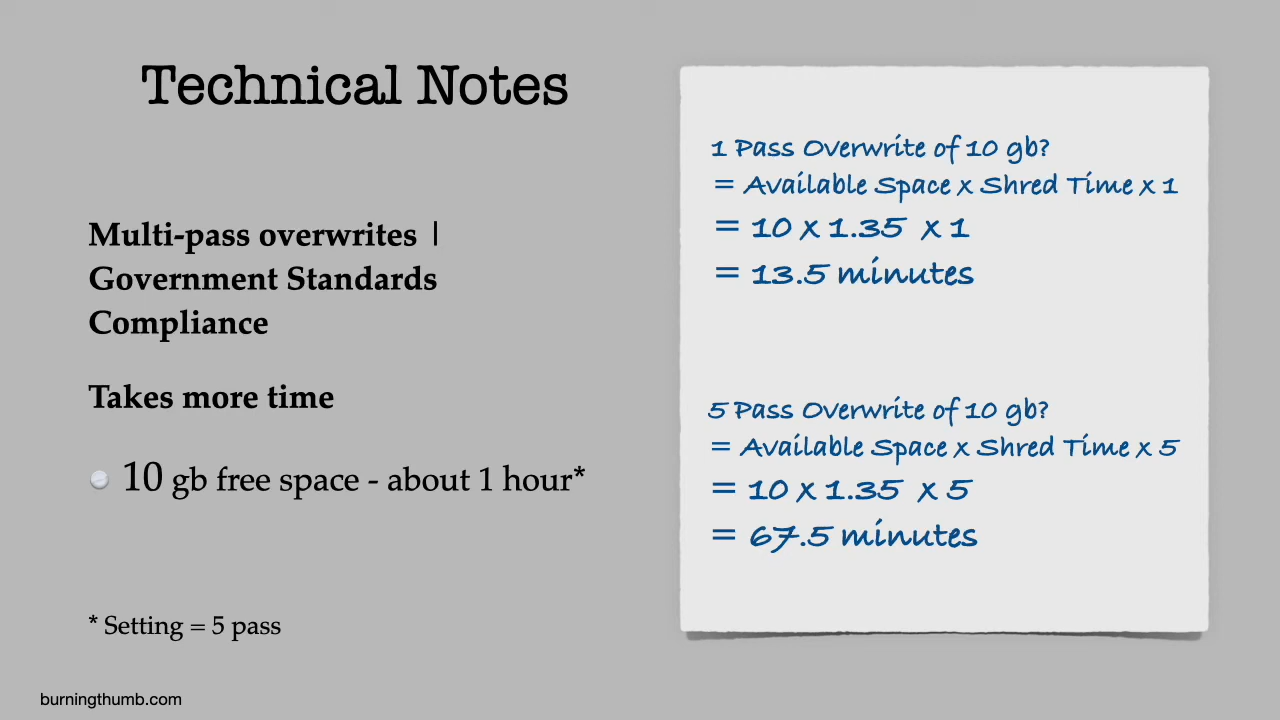 Technical Notes
Multi-pass overwrites |
Government Standards
Compliance
Takes more time
10 gb free space - about 1 hour*
* Setting = 5 pass
burningthumb.com
1 Pass Overwrite of 10 gb?
= Available Space x Shred Time x 1
= 10 x 1.35 x 1
= 13.5 minutes
5 Pass Overwrite of 10 gb?
= Available Space x Shred Time x 5
= 10 x 1.35 x 5
= 67.5 minutes